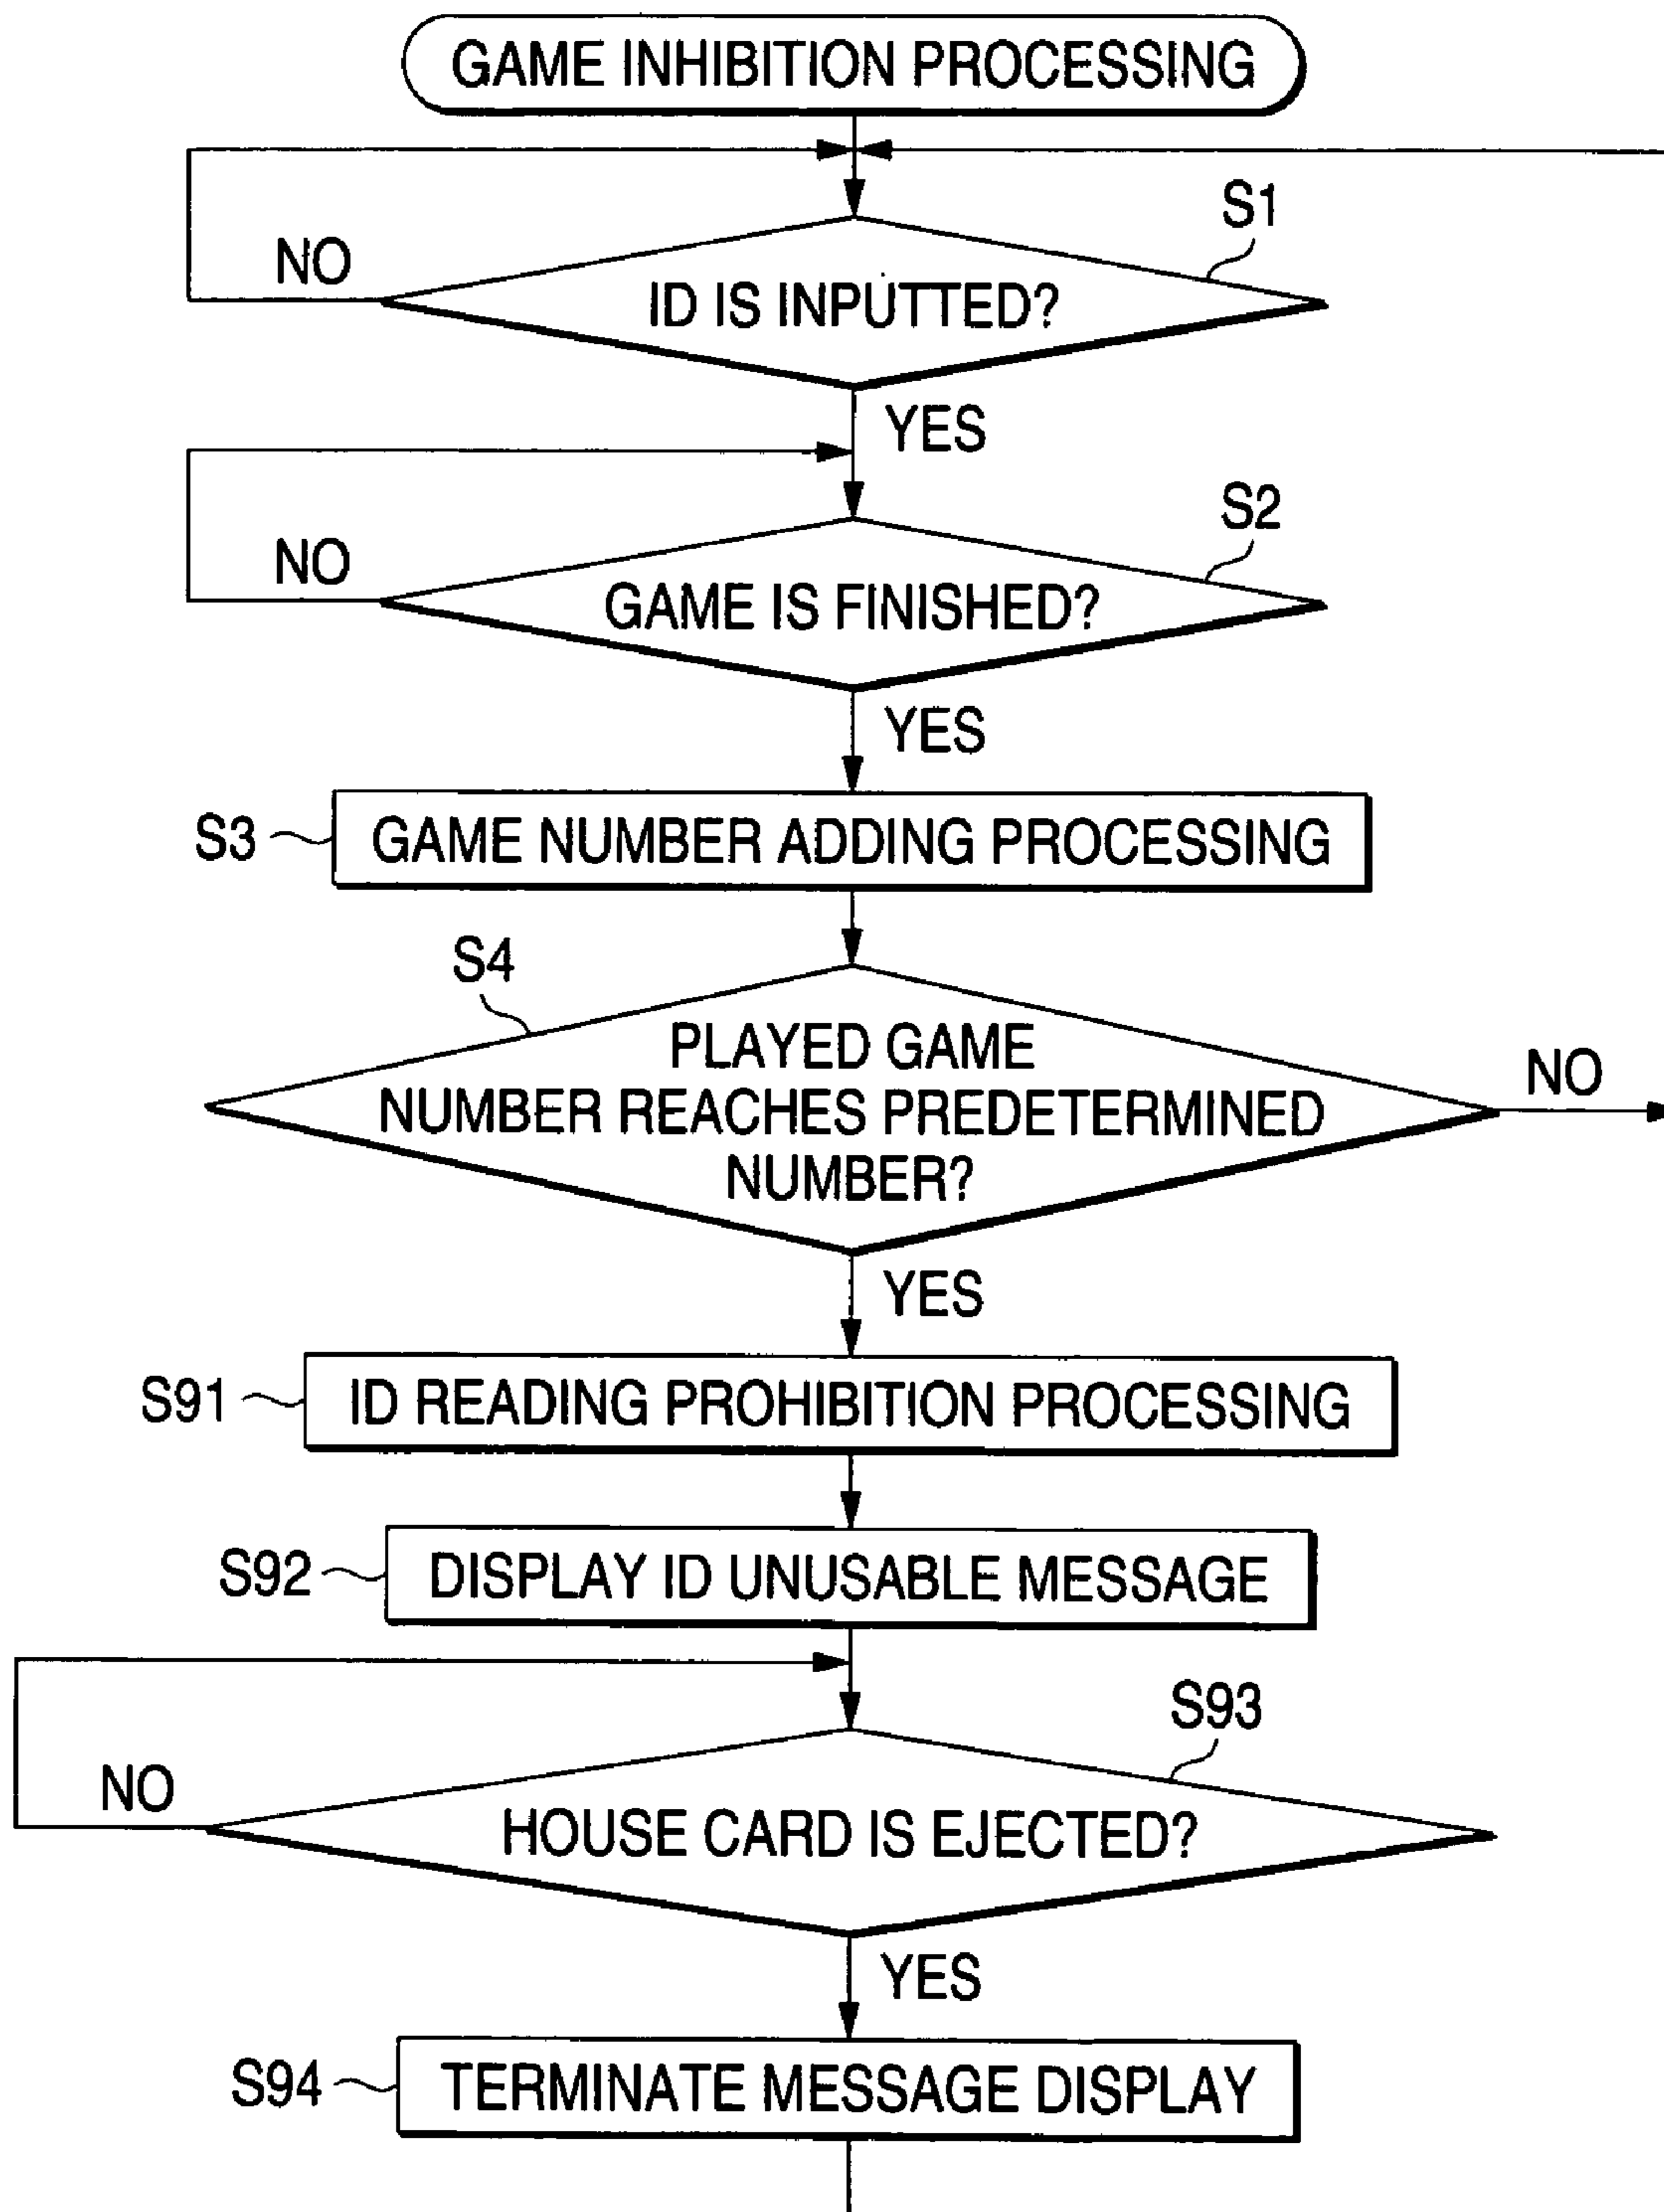 GAME INHIBITION PROCESSING
S1
NO
ID IS INPUTTED?
YES
S2
NO
GAME IS FINISHED?
YES
S3
GAME NUMBER ADDING PROCESSING
S4
PLAYED GAME
NUMBER REACHES PREDETERMINED
NUMBER?
NO
YES
S91
ID READING PROHIBITION PROCESSING
S92
DISPLAY ID UNUSABLE MESSAGE
S93
NO
HOUSE CARD IS EJECTED?
YES
S94
TERMINATE MESSAGE DISPLAY